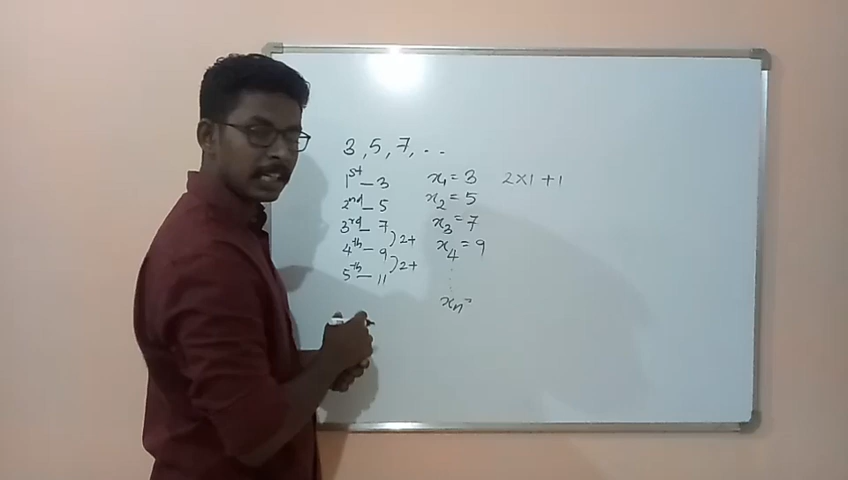 3, 5, 7, ...
1st - 3 x1 = 3 2×1 + 1
2nd - 5 x2 = 5
3rd - 7 x3 = 7
) 2+
4th - 9 x4 = 9
) 2+
5th - 11
⋮
xn =